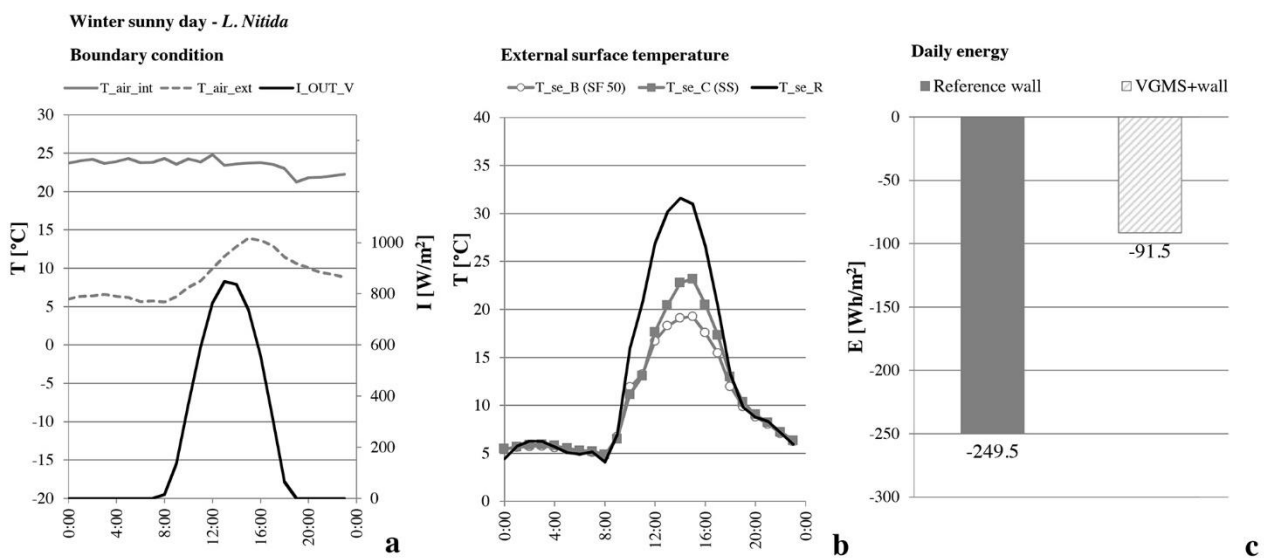 Winter sunny day - L. Nitida
Boundary condition
T_air_int T_air_ext I_OUT_V
T [°C]
30
25
20
15
10
5
0
-5
-10
-15
-20
I [W/m²]
1000
800
600
400
200
0
0:00 4:00 8:00 12:00 16:00 20:00 0:00
a
External surface temperature
T_se_B (SF 50) T_se_C (SS) T_se_R
T [°C]
40
35
30
25
20
15
10
5
0
0:00 4:00 8:00 12:00 16:00 20:00 0:00
b
Daily energy
Reference wall VGMS+wall
E [Wh/m²]
0
-50
-100
-150
-200
-250
-300
-249.5
-91.5
c